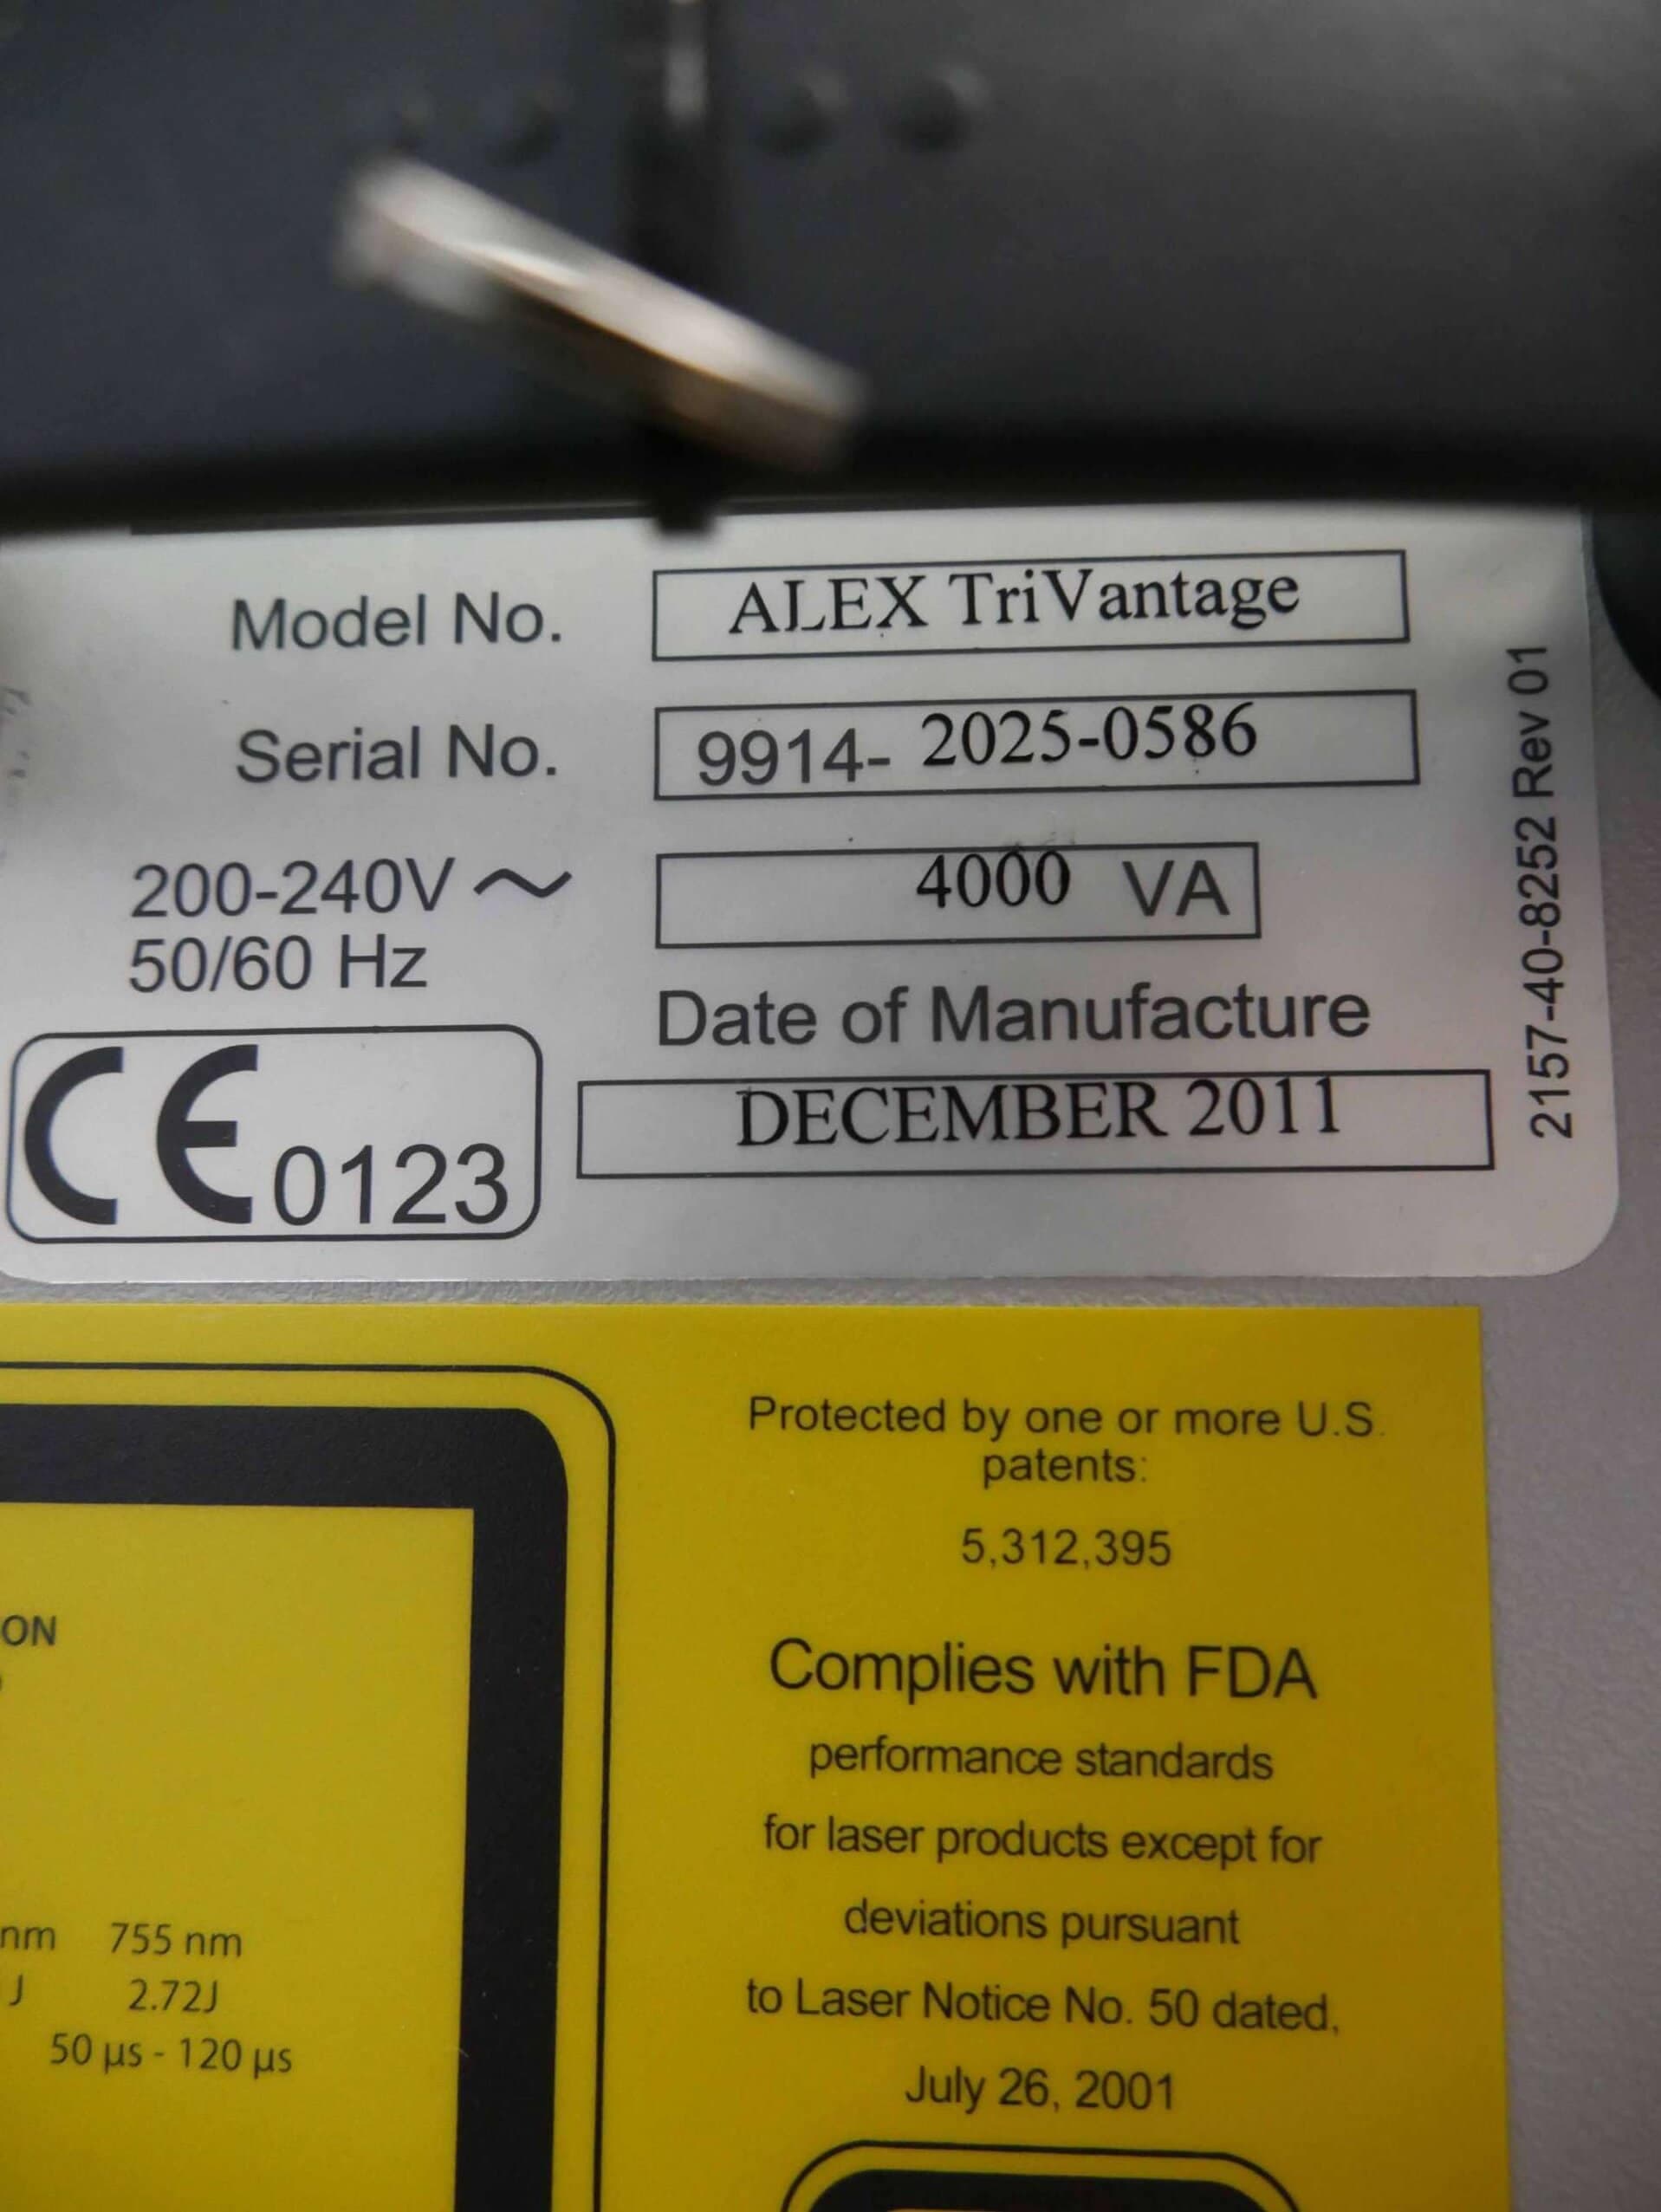 Model No. ALEX TriVantage
Serial No. 9914- 2025-0586
200-240V ~ 4000 VA
50/60 Hz
Date of Manufacture
CE 0123 DECEMBER 2011
2157-40-8252 Rev 01
Protected by one or more U.S.
patents:
5,312,395
Complies with FDA
performance standards
for laser products except for
deviations pursuant
to Laser Notice No. 50 dated,
July 26, 2001
ON
nm 755 nm
J 2.72J
50 µs - 120 µs